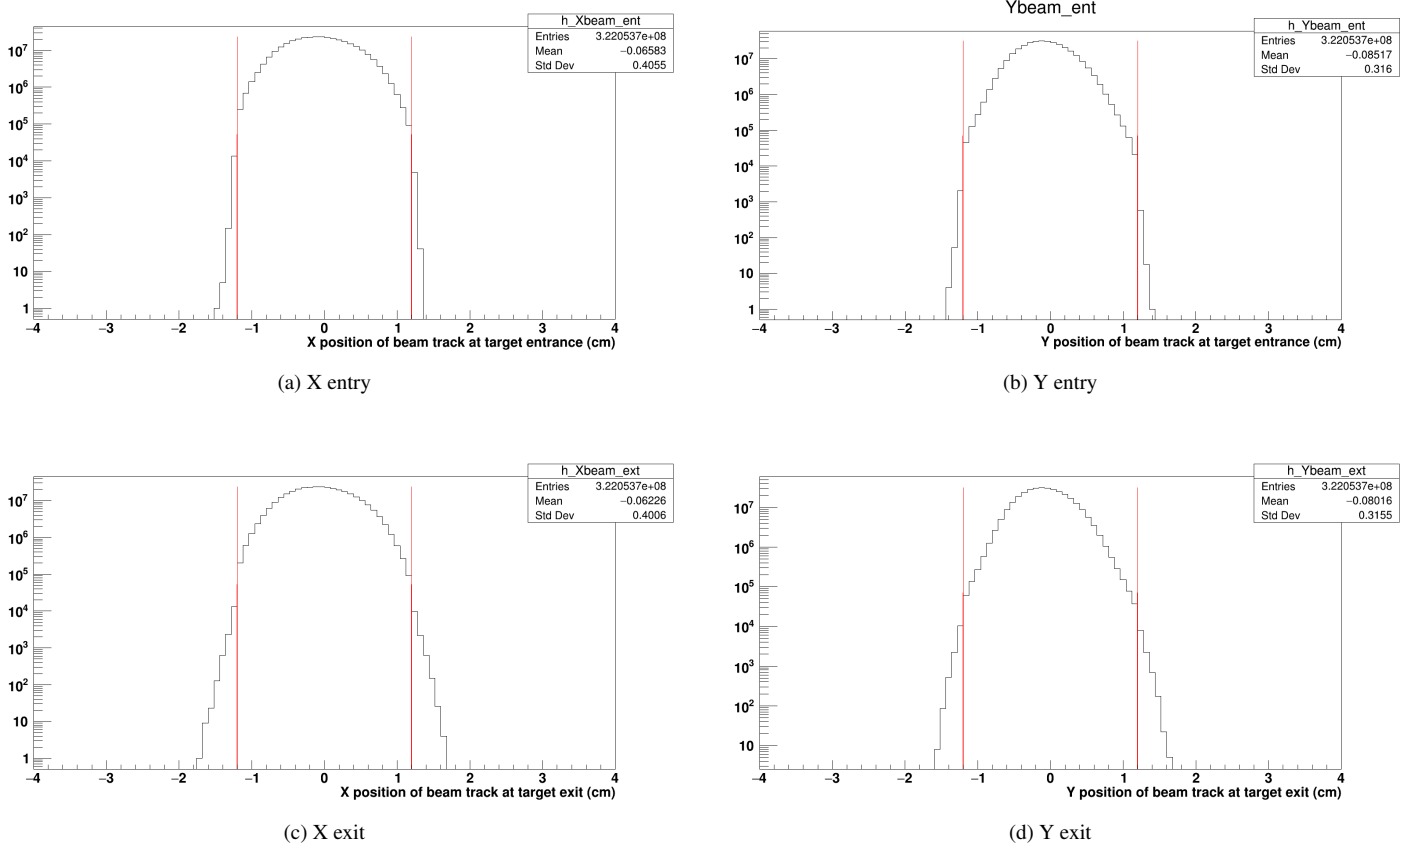 Ybeam_ent
h_Xbeam_ent
Entries 3.220537e+08
Mean −0.06583
Std Dev 0.4055
10⁷
10⁶
10⁵
10⁴
10³
10²
10
1
−4 −3 −2 −1 0 1 2 3 4
X position of beam track at target entrance (cm)
(a) X entry
h_Ybeam_ent
Entries 3.220537e+08
Mean −0.08517
Std Dev 0.316
10⁷
10⁶
10⁵
10⁴
10³
10²
10
1
−4 −3 −2 −1 0 1 2 3 4
Y position of beam track at target entrance (cm)
(b) Y entry
h_Xbeam_ext
Entries 3.220537e+08
Mean −0.06226
Std Dev 0.4006
10⁷
10⁶
10⁵
10⁴
10³
10²
10
1
−4 −3 −2 −1 0 1 2 3 4
X position of beam track at target exit (cm)
(c) X exit
h_Ybeam_ext
Entries 3.220537e+08
Mean −0.08016
Std Dev 0.3155
10⁷
10⁶
10⁵
10⁴
10³
10²
10
−4 −3 −2 −1 0 1 2 3 4
Y position of beam track at target exit (cm)
(d) Y exit